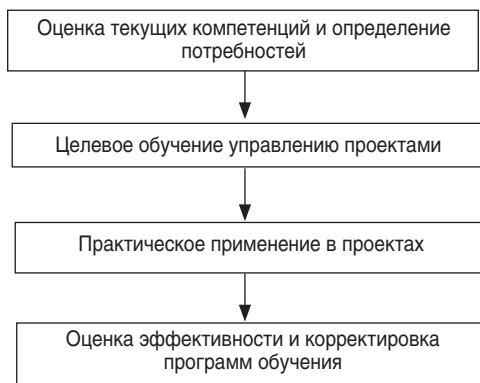 Оценка текущих компетенций и определение
потребностей
Целевое обучение управлению проектами
Практическое применение в проектах
Оценка эффективности и корректировка
программ обучения